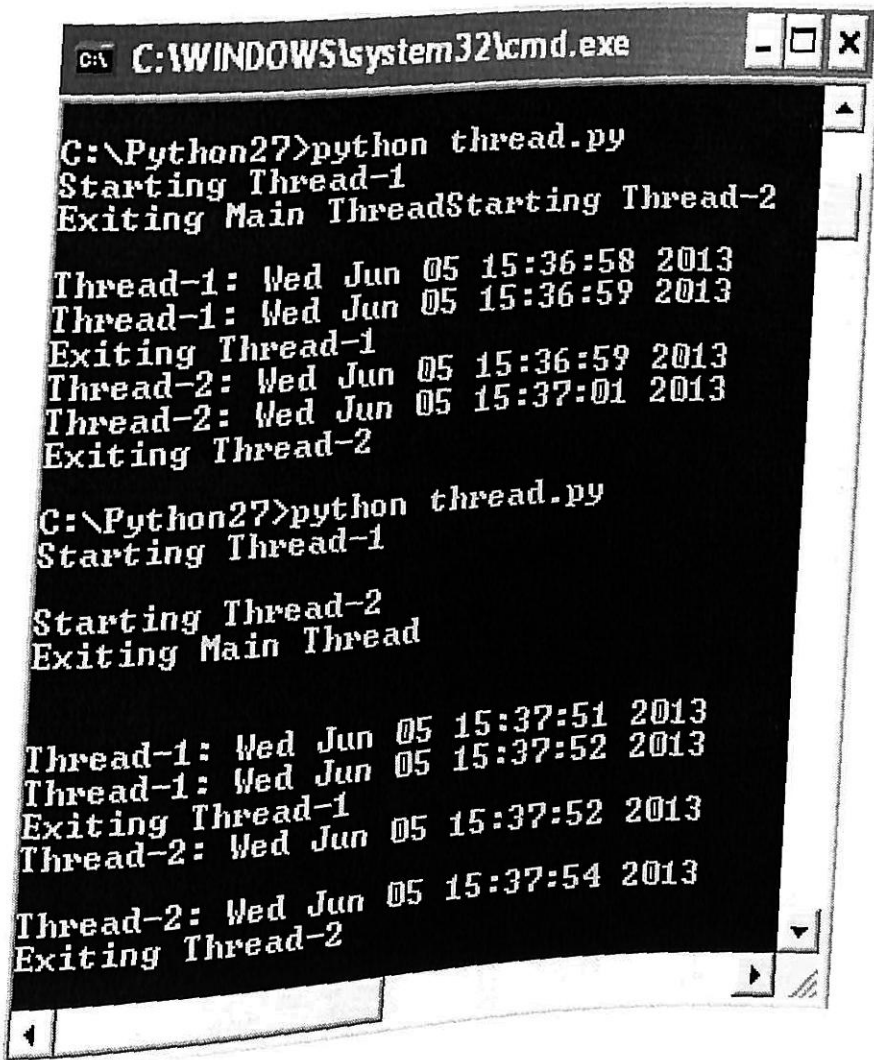 C:\WINDOWS\system32\cmd.exe
C:\Python27>python thread.py
Starting Thread-1
Exiting Main ThreadStarting Thread-2
Thread-1: Wed Jun 05 15:36:58 2013
Thread-1: Wed Jun 05 15:36:59 2013
Exiting Thread-1
Thread-2: Wed Jun 05 15:36:59 2013
Thread-2: Wed Jun 05 15:37:01 2013
Exiting Thread-2
C:\Python27>python thread.py
Starting Thread-1
Starting Thread-2
Exiting Main Thread
Thread-1: Wed Jun 05 15:37:51 2013
Thread-1: Wed Jun 05 15:37:52 2013
Exiting Thread-1
Thread-2: Wed Jun 05 15:37:52 2013
Thread-2: Wed Jun 05 15:37:54 2013
Exiting Thread-2